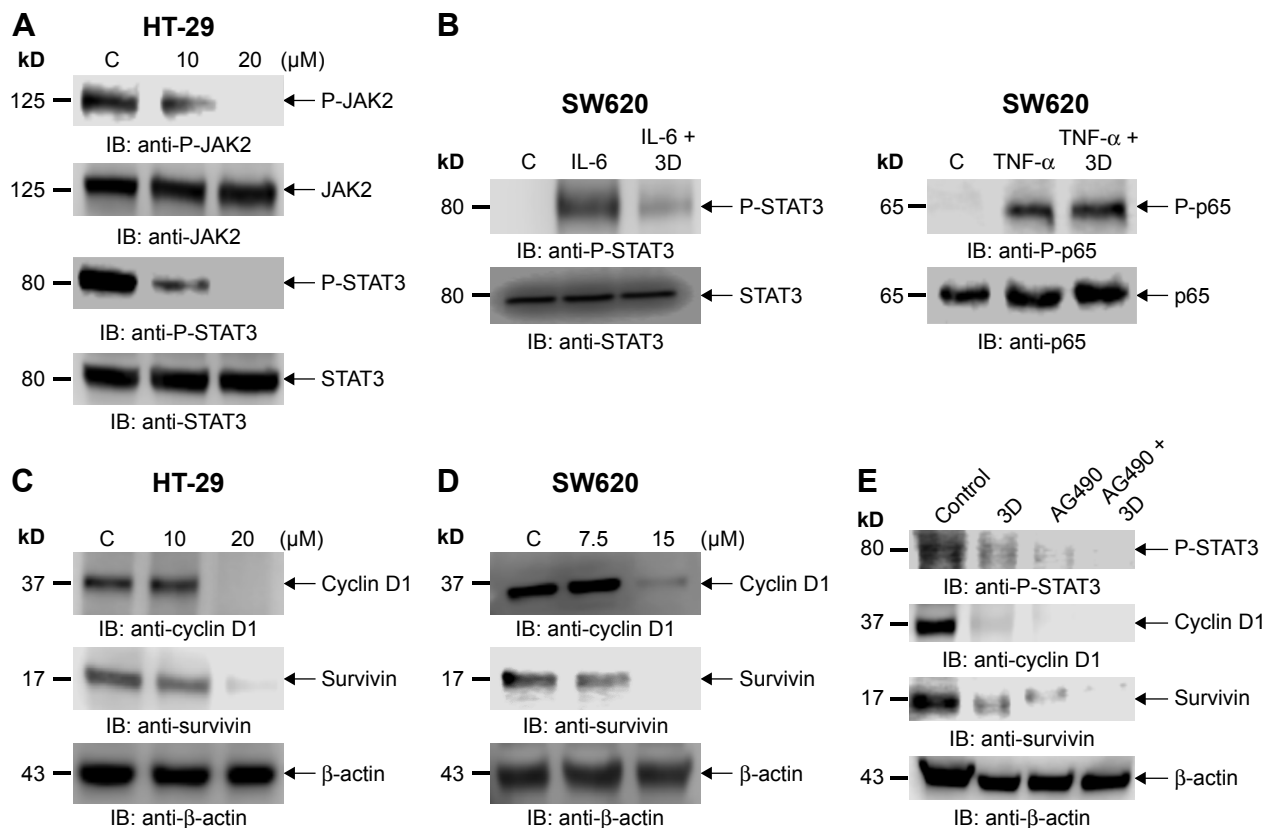 A
HT-29
kD C 10 20 (μM)
125 P-JAK2
IB: anti-P-JAK2
125 JAK2
IB: anti-JAK2
80 P-STAT3
IB: anti-P-STAT3
80 STAT3
IB: anti-STAT3
B
SW620
kD C IL-6 IL-6 + 3D
80 P-STAT3
IB: anti-P-STAT3
80 STAT3
IB: anti-STAT3
SW620
kD C TNF-α TNF-α + 3D
65 P-p65
IB: anti-P-p65
65 p65
IB: anti-p65
C
HT-29
kD C 10 20 (μM)
37 Cyclin D1
IB: anti-cyclin D1
17 Survivin
IB: anti-survivin
43 β-actin
IB: anti-β-actin
D
SW620
kD C 7.5 15 (μM)
37 Cyclin D1
IB: anti-cyclin D1
17 Survivin
IB: anti-survivin
43 β-actin
IB: anti-β-actin
E
kD Control 3D AG490 AG490 + 3D
80 P-STAT3
IB: anti-P-STAT3
37 Cyclin D1
IB: anti-cyclin D1
17 Survivin
IB: anti-survivin
43 β-actin
IB: anti-β-actin